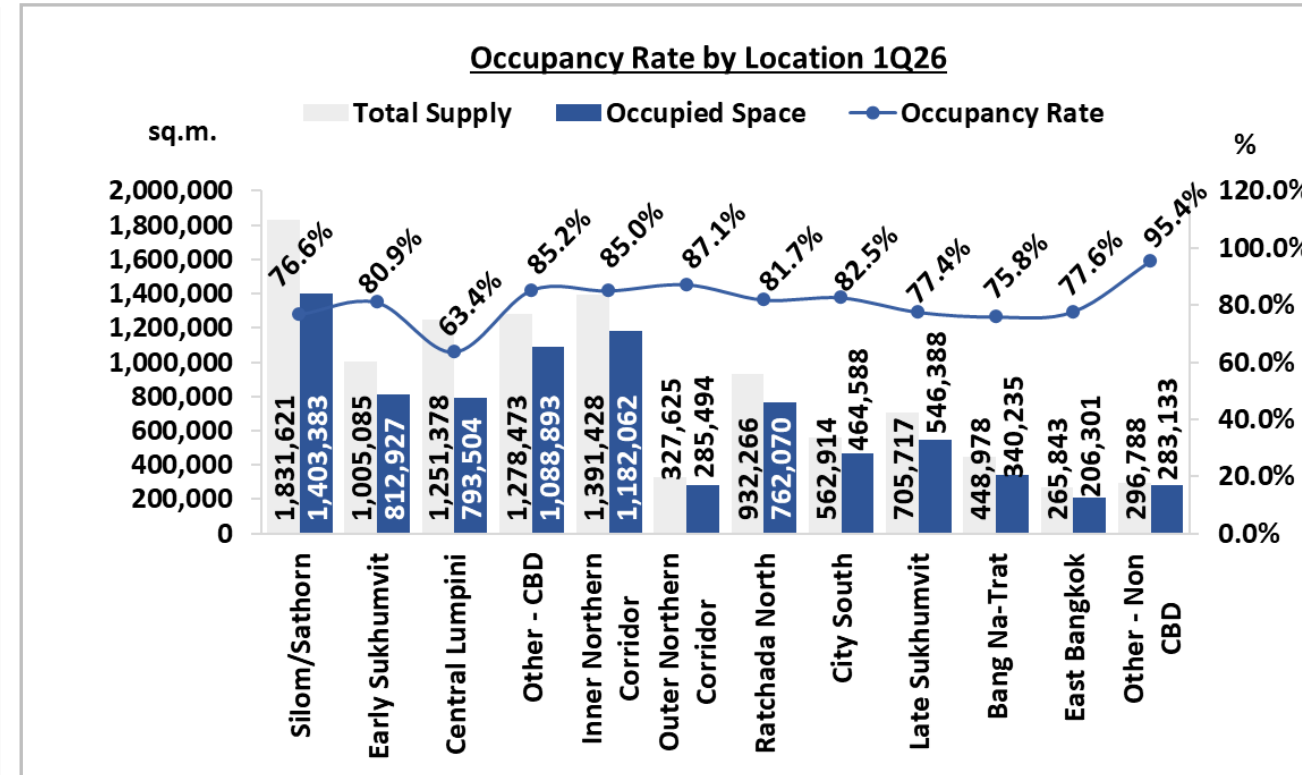 Occupancy Rate by Location 1Q26
Total Supply
Occupied Space
Occupancy Rate
sq.m.
%
2,000,000
1,800,000
1,600,000
1,400,000
1,200,000
1,000,000
800,000
600,000
400,000
200,000
0
120.0%
100.0%
80.0%
60.0%
40.0%
20.0%
0.0%
76.6%
80.9%
63.4%
85.2%
85.0%
87.1%
81.7%
82.5%
77.4%
75.8%
77.6%
95.4%
1,831,621
1,403,383
1,005,085
812,927
1,251,378
793,504
1,278,473
1,088,893
1,391,428
1,182,062
327,625
285,494
932,266
762,070
562,914
464,588
705,717
546,388
448,978
340,235
265,843
206,301
296,788
283,133
Silom/Sathorn
Early Sukhumvit
Central Lumpini
Other - CBD
Inner Northern
Corridor
Outer Northern
Corridor
Ratchada North
City South
Late Sukhumvit
Bang Na-Trat
East Bangkok
Other - Non
CBD